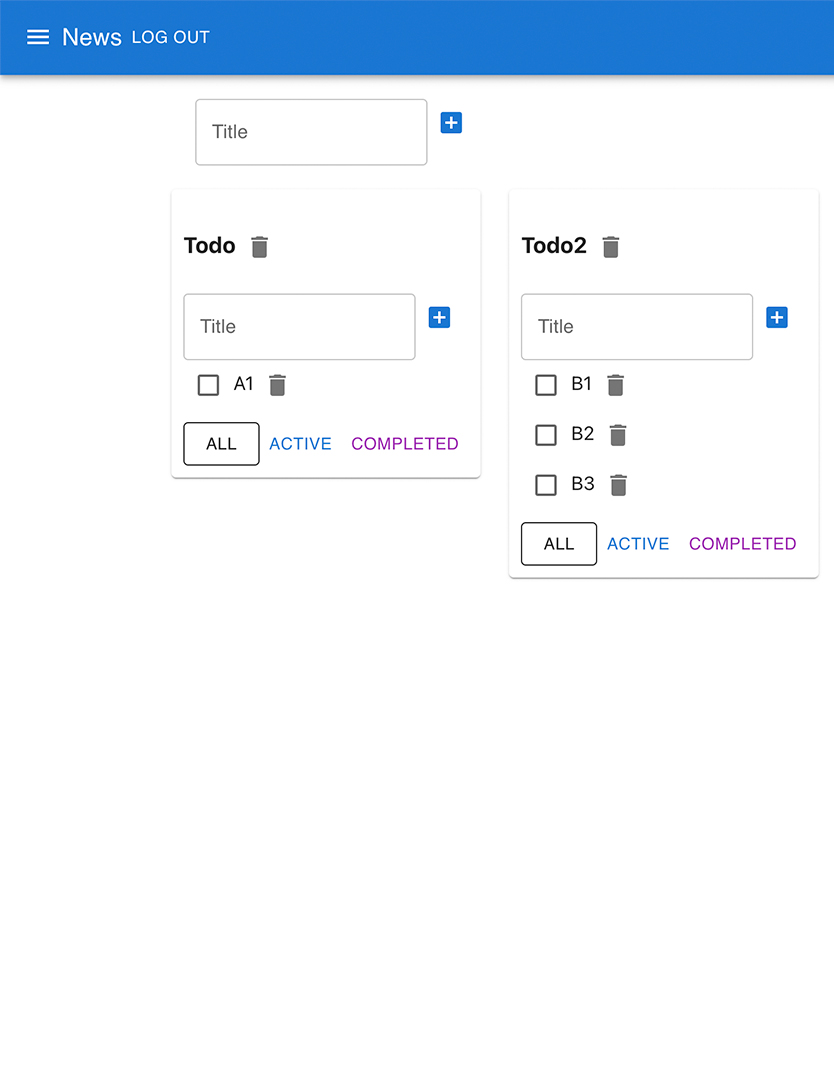 News LOG OUT
Title
Todo
Title
A1
ALL ACTIVE COMPLETED
Todo2
Title
B1
B2
B3
ALL ACTIVE COMPLETED